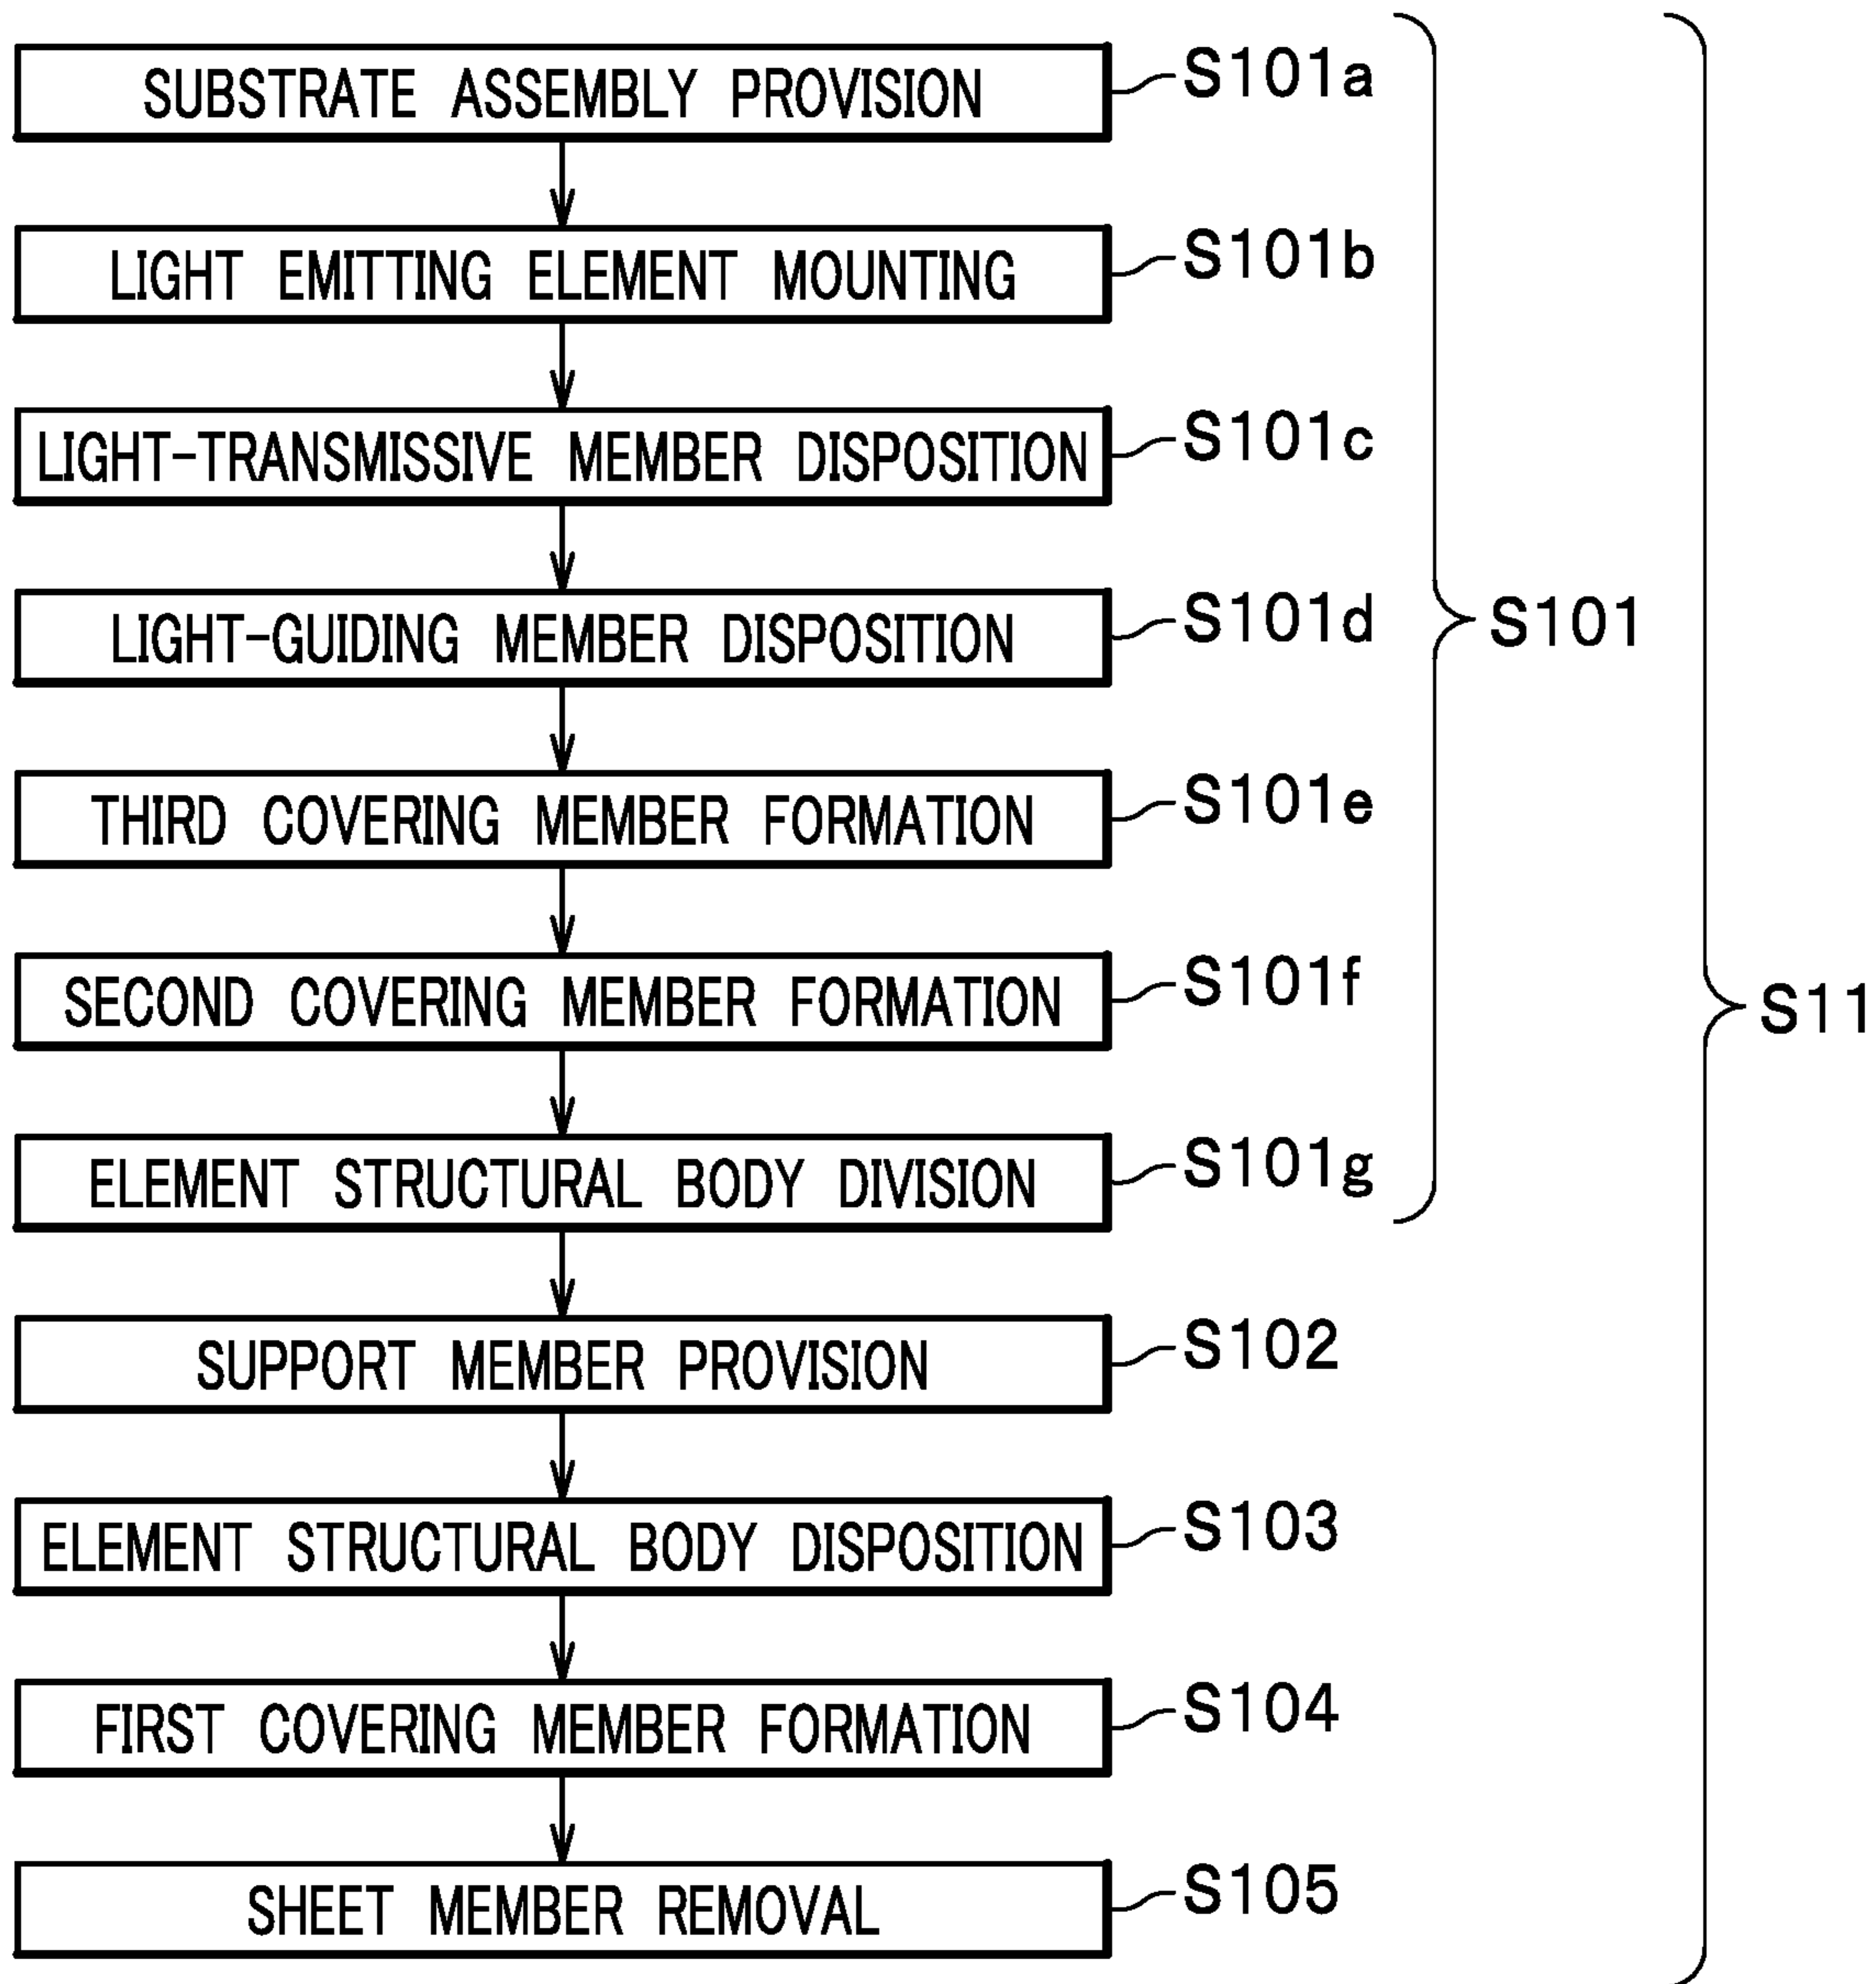 SUBSTRATE ASSEMBLY PROVISION
S101a
LIGHT EMITTING ELEMENT MOUNTING
S101b
LIGHT-TRANSMISSIVE MEMBER DISPOSITION
S101c
LIGHT-GUIDING MEMBER DISPOSITION
S101d
S101
THIRD COVERING MEMBER FORMATION
S101e
SECOND COVERING MEMBER FORMATION
S101f
S11
ELEMENT STRUCTURAL BODY DIVISION
S101g
SUPPORT MEMBER PROVISION
S102
ELEMENT STRUCTURAL BODY DISPOSITION
S103
FIRST COVERING MEMBER FORMATION
S104
SHEET MEMBER REMOVAL
S105